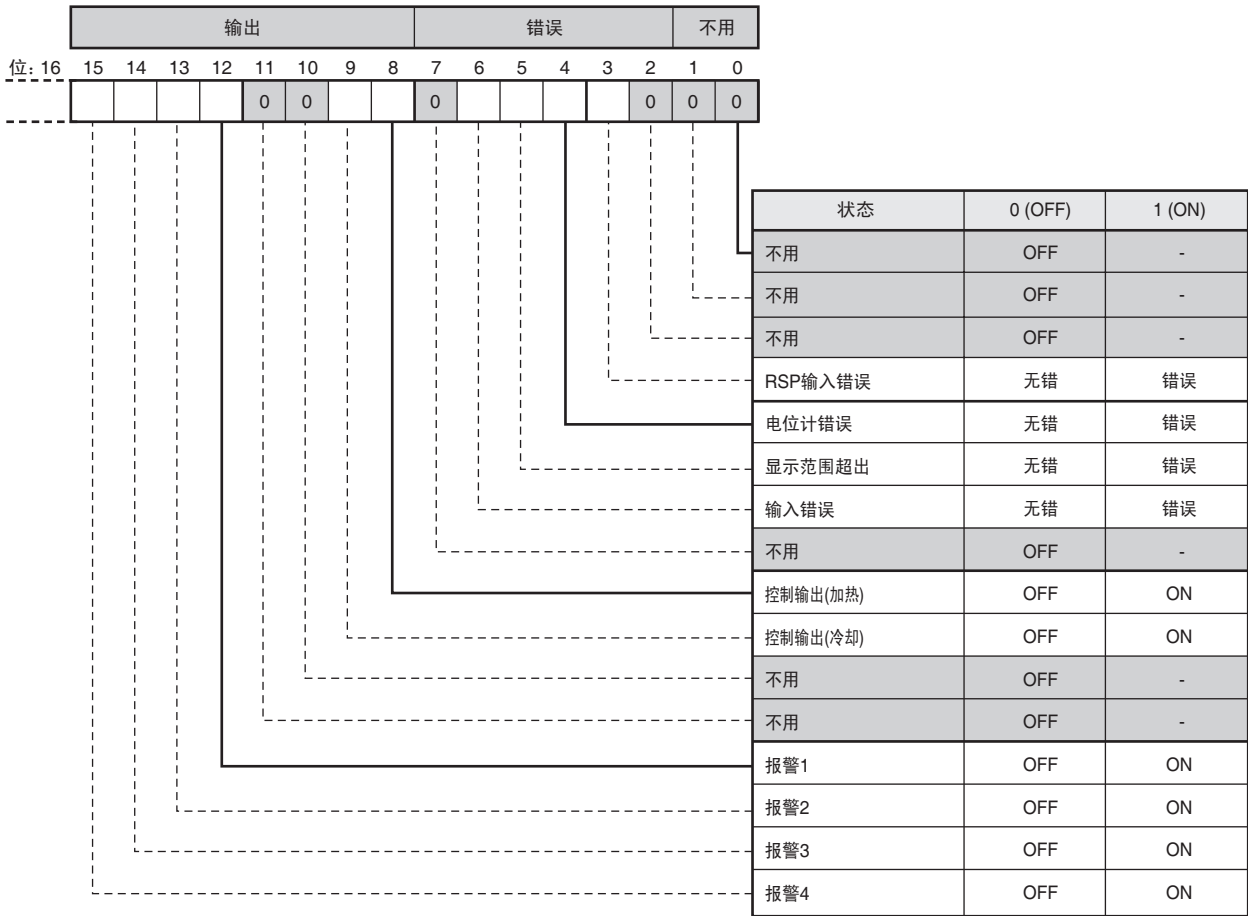 输出 错误 不用
位: 16 15 14 13 12 11 10 9 8 7 6 5 4 3 2 1 0
0 0 0 0 0 0
状态 0 (OFF) 1 (ON)
不用 OFF -
不用 OFF -
不用 OFF -
RSP输入错误 无错 错误
电位计错误 无错 错误
显示范围超出 无错 错误
输入错误 无错 错误
不用 OFF -
控制输出(加热) OFF ON
控制输出(冷却) OFF ON
不用 OFF -
不用 OFF -
报警1 OFF ON
报警2 OFF ON
报警3 OFF ON
报警4 OFF ON